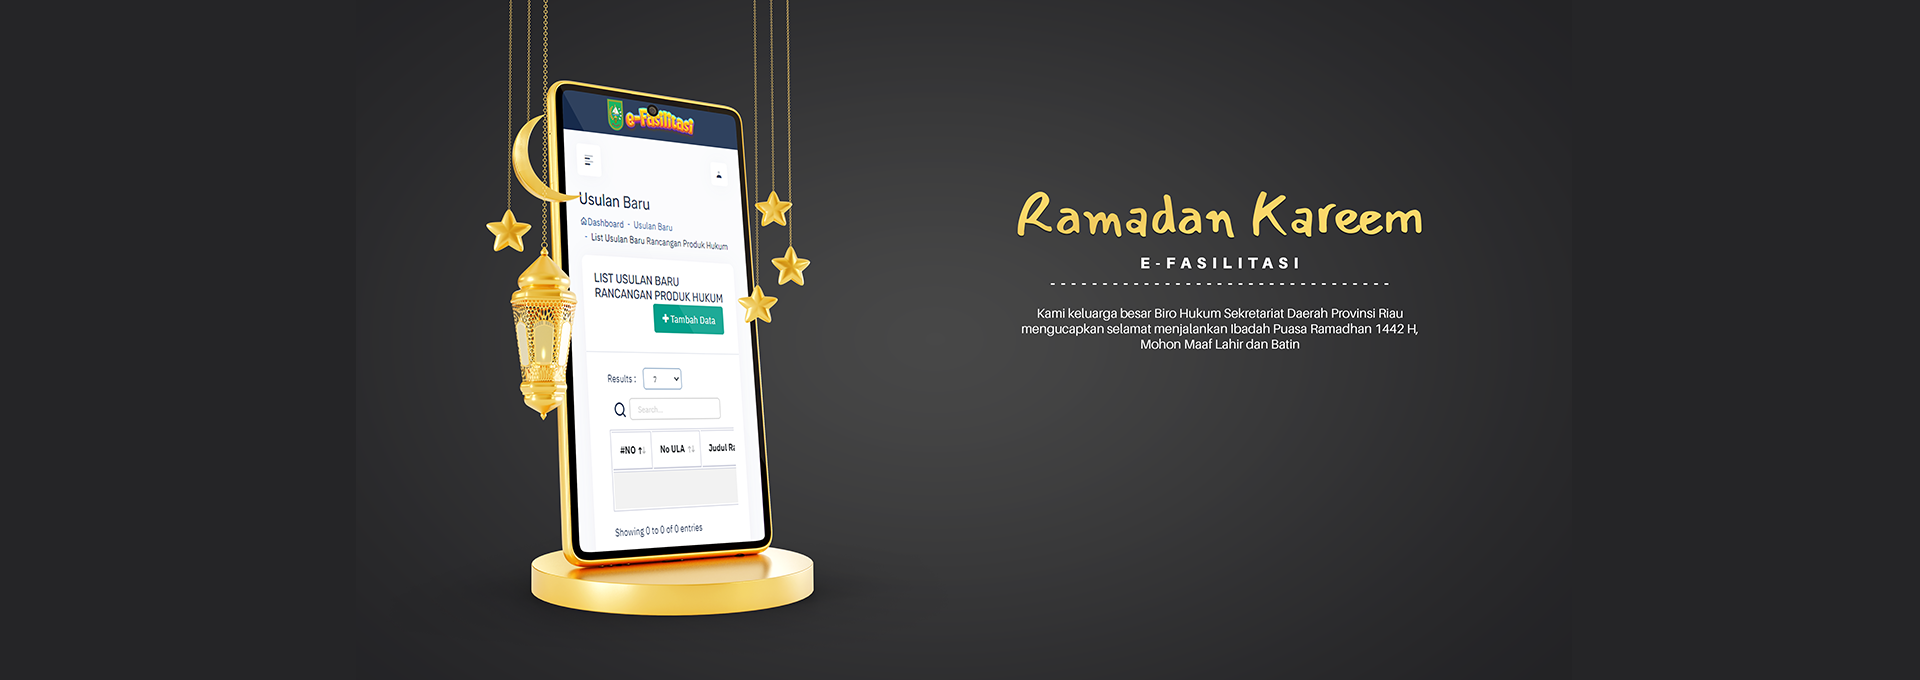 e-Fasilitasi
Usulan Baru
Dashboard - Usulan Baru
- List Usulan Baru Rancangan Produk Hukum
LIST USULAN BARU
RANCANGAN PRODUK HUKUM
+Tambah Data
Results : 7
Search...
#NO No ULA Judul Ra
Showing 0 to 0 of 0 entries
Ramadan Kareem
E-FASILITASI
Kami keluarga besar Biro Hukum Sekretariat Daerah Provinsi Riau
mengucapkan selamat menjalankan Ibadah Puasa Ramadhan 1442 H,
Mohon Maaf Lahir dan Batin